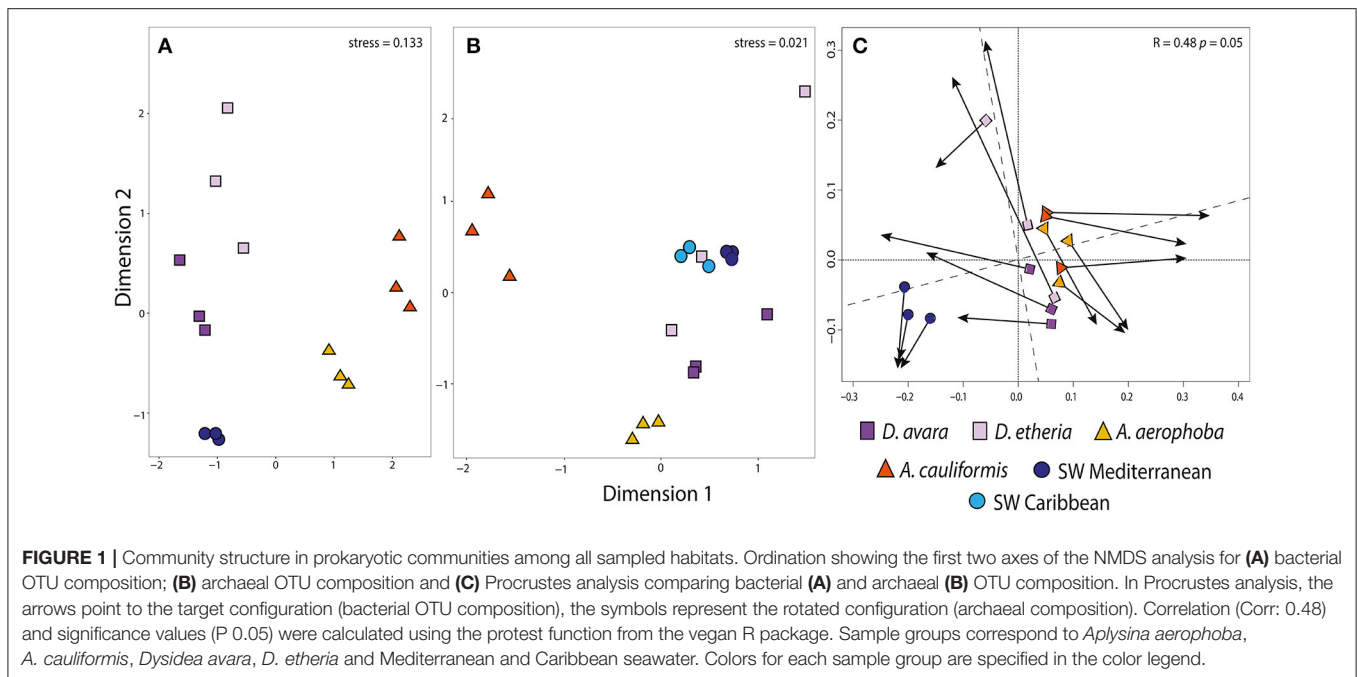 A
stress = 0.133
B
stress = 0.021
C
R = 0.48 p = 0.05
Dimension 2
2
1
0
−1
−2
−1
0
1
2
2
1
0
−1
−2
−1
0
1
Dimension 1
0.3
0.2
0.1
0.0
−0.1
−0.3
−0.2
−0.1
0.0
0.1
0.2
0.3
0.4
D. avara
D. etheria
A. aerophoba
A. cauliformis
SW Mediterranean
SW Caribbean
FIGURE 1 | Community structure in prokaryotic communities among all sampled habitats. Ordination showing the first two axes of the NMDS analysis for (A) bacterial
OTU composition; (B) archaeal OTU composition and (C) Procrustes analysis comparing bacterial (A) and archaeal (B) OTU composition. In Procrustes analysis, the
arrows point to the target configuration (bacterial OTU composition), the symbols represent the rotated configuration (archaeal composition). Correlation (Corr: 0.48)
and significance values (P 0.05) were calculated using the protest function from the vegan R package. Sample groups correspond to Aplysina aerophoba,
A. cauliformis, Dysidea avara, D. etheria and Mediterranean and Caribbean seawater. Colors for each sample group are specified in the color legend.